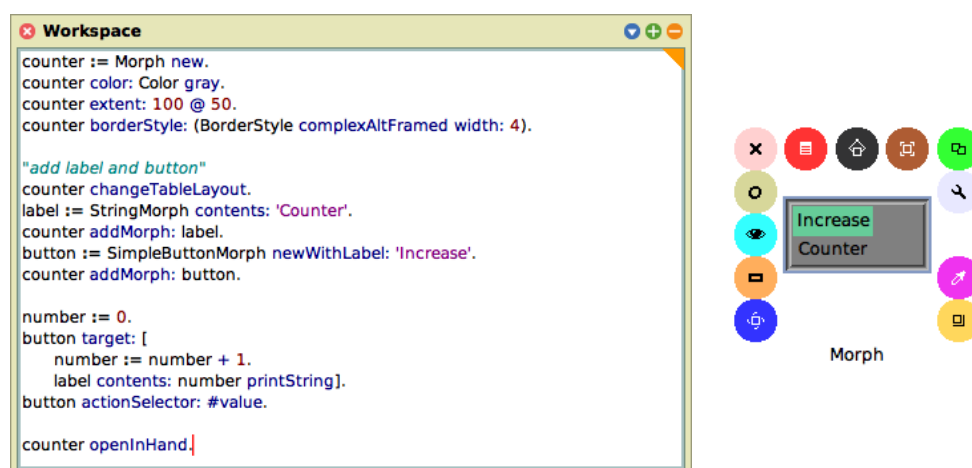 Workspace
counter := Morph new.
counter color: Color gray.
counter extent: 100 @ 50.
counter borderStyle: (BorderStyle complexAltFramed width: 4).
"add label and button"
counter changeTableLayout.
label := StringMorph contents: 'Counter'.
counter addMorph: label.
button := SimpleButtonMorph newWithLabel: 'Increase'.
counter addMorph: button.
number := 0.
button target: [
number := number + 1.
label contents: number printString].
button actionSelector: #value.
counter openInHand.
Increase
Counter
Morph